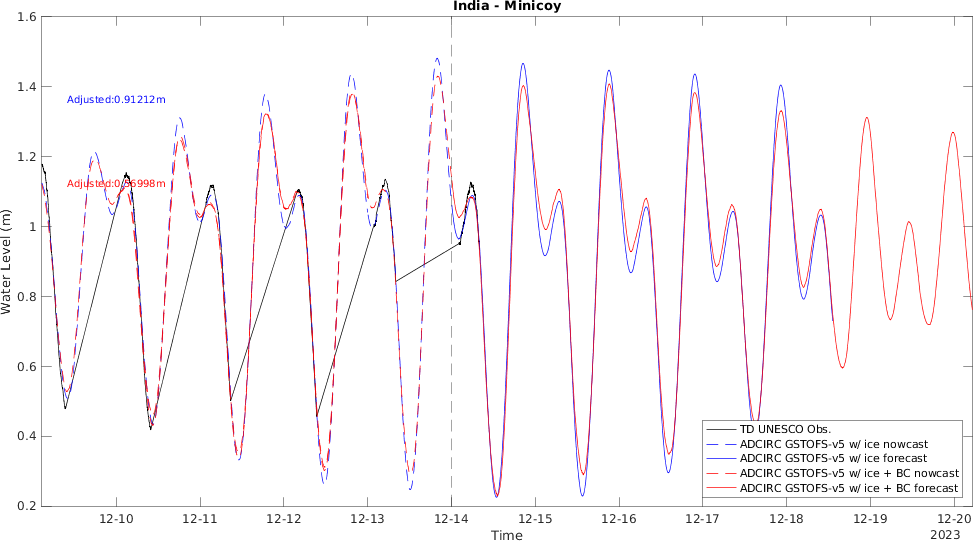 India - Minicoy
1.6
1.4
1.2
1
0.8
0.6
0.4
0.2
Water Level (m)
Adjusted:0.91212m
Adjusted: 6998m
TD UNESCO Obs.
ADCIRC GSTOFS-v5 w/ ice nowcast
ADCIRC GSTOFS-v5 w/ ice forecast
ADCIRC GSTOFS-v5 w/ ice + BC nowcast
ADCIRC GSTOFS-v5 w/ ice + BC forecast
12-10 12-11 12-12 12-13 12-14 12-15 12-16 12-17 12-18 12-19 12-20
Time
2023